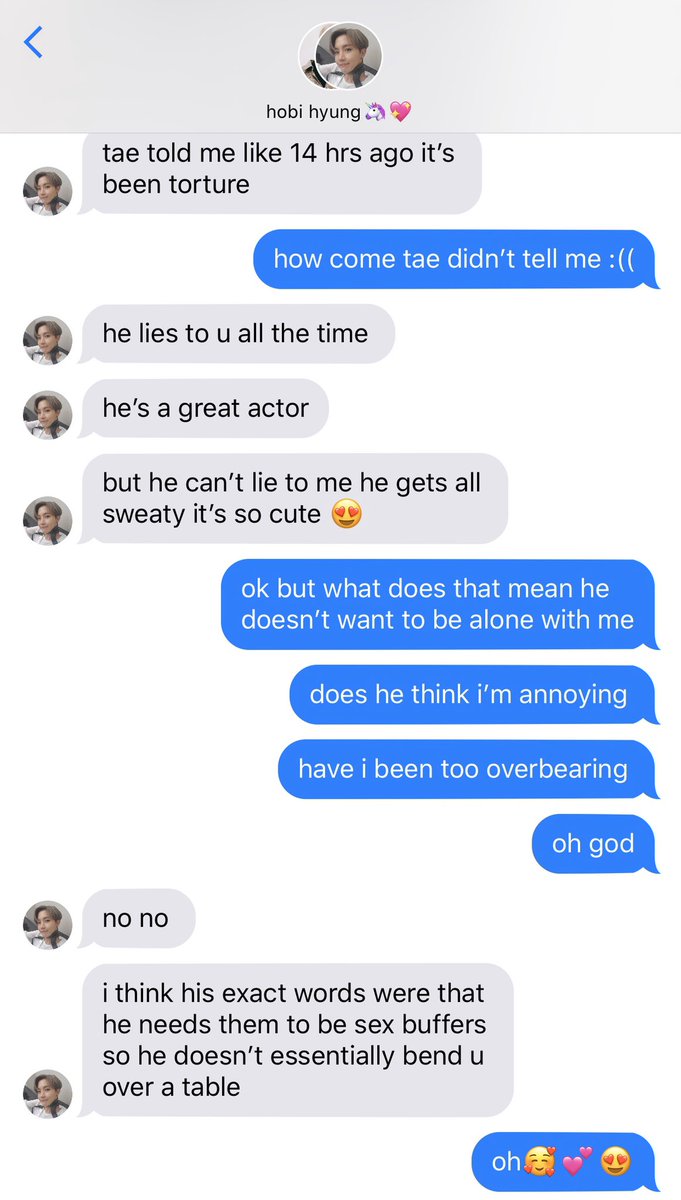 hobi hyung🦄💖
tae told me like 14 hrs ago it’s
been torture
how come tae didn’t tell me :((
he lies to u all the time
he’s a great actor
but he can’t lie to me he gets all
sweaty it’s so cute 😍
ok but what does that mean he
doesn’t want to be alone with me
does he think i’m annoying
have i been too overbearing
oh god
no no
i think his exact words were that
he needs them to be sex buffers
so he doesn’t essentially bend u
over a table
oh🥰💕😍